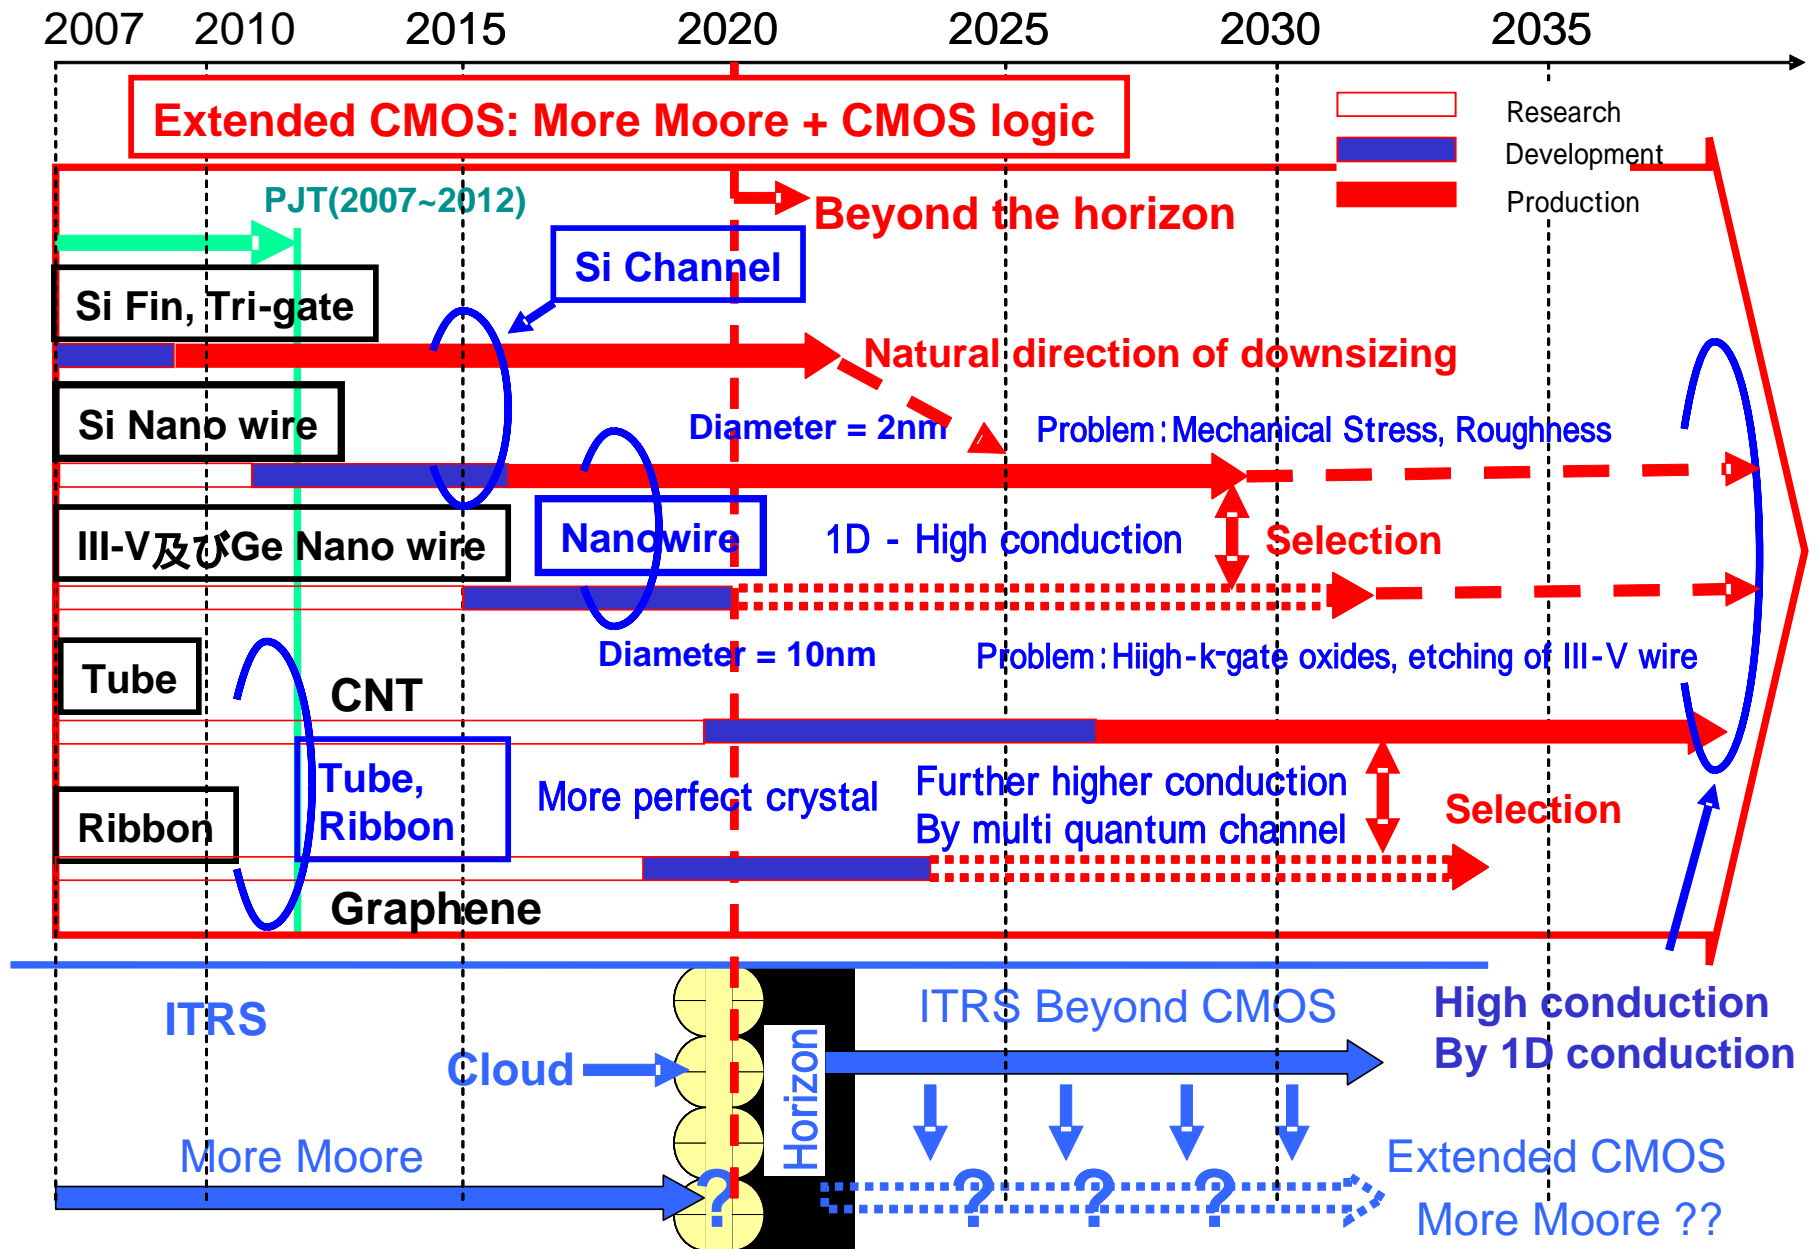 2007 2010 2015 2020 2025 2030 2035
Extended CMOS: More Moore + CMOS logic
Research
Development
Production
PJT(2007~2012)
Beyond the horizon
Si Channel
Si Fin, Tri-gate
Natural direction of downsizing
Si Nano wire
Diameter = 2nm
Problem:Mechanical Stress, Roughness
III-V及びGe Nano wire
Nanowire
1D - High conduction
Selection
Diameter = 10nm
Problem:Hiigh-k-gate oxides, etching of III-V wire
Tube
CNT
Tube,
Ribbon
More perfect crystal
Further higher conduction
By multi quantum channel
Selection
Ribbon
Graphene
ITRS
Cloud
Horizon
ITRS Beyond CMOS
High conduction
By 1D conduction
More Moore
?
? ? ?
Extended CMOS
More Moore ??